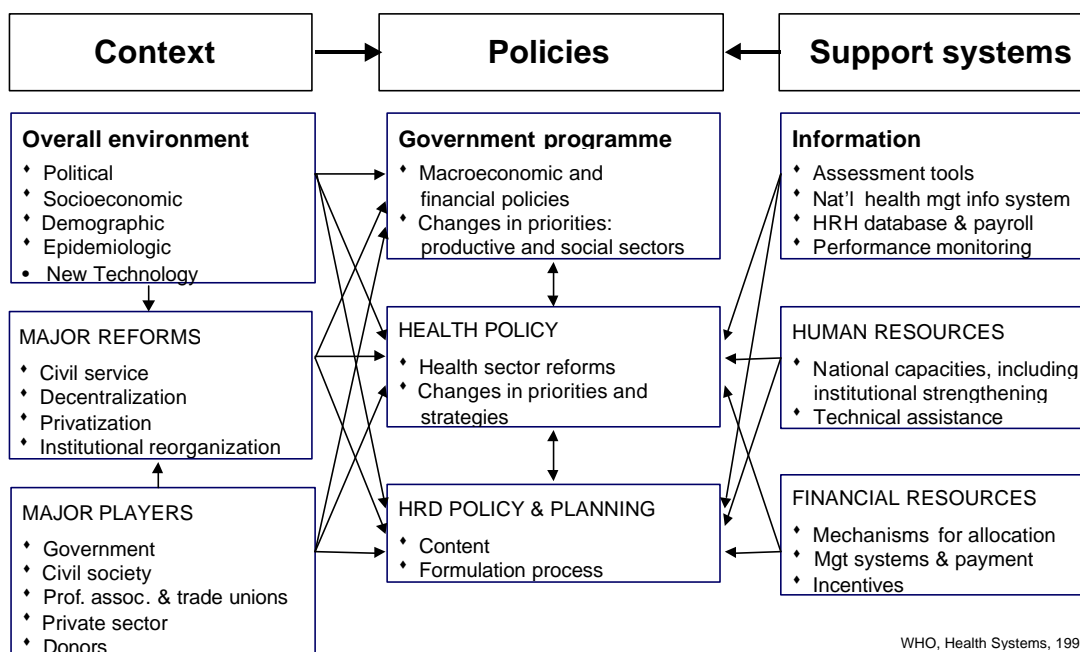 Context
Policies
Support systems
Overall environment
♦ Political
♦ Socioeconomic
♦ Demographic
♦ Epidemiologic
• New Technology
MAJOR REFORMS
♦ Civil service
♦ Decentralization
♦ Privatization
♦ Institutional reorganization
MAJOR PLAYERS
♦ Government
♦ Civil society
♦ Prof. assoc. & trade unions
♦ Private sector
♦ Donors
Government programme
♦ Macroeconomic and
financial policies
♦ Changes in priorities:
productive and social sectors
HEALTH POLICY
♦ Health sector reforms
♦ Changes in priorities and
strategies
HRD POLICY & PLANNING
♦ Content
♦ Formulation process
Information
♦ Assessment tools
♦ Nat'l health mgt info system
♦ HRH database & payroll
♦ Performance monitoring
HUMAN RESOURCES
♦ National capacities, including
institutional strengthening
♦ Technical assistance
FINANCIAL RESOURCES
♦ Mechanisms for allocation
♦ Mgt systems & payment
♦ Incentives
WHO, Health Systems, 199